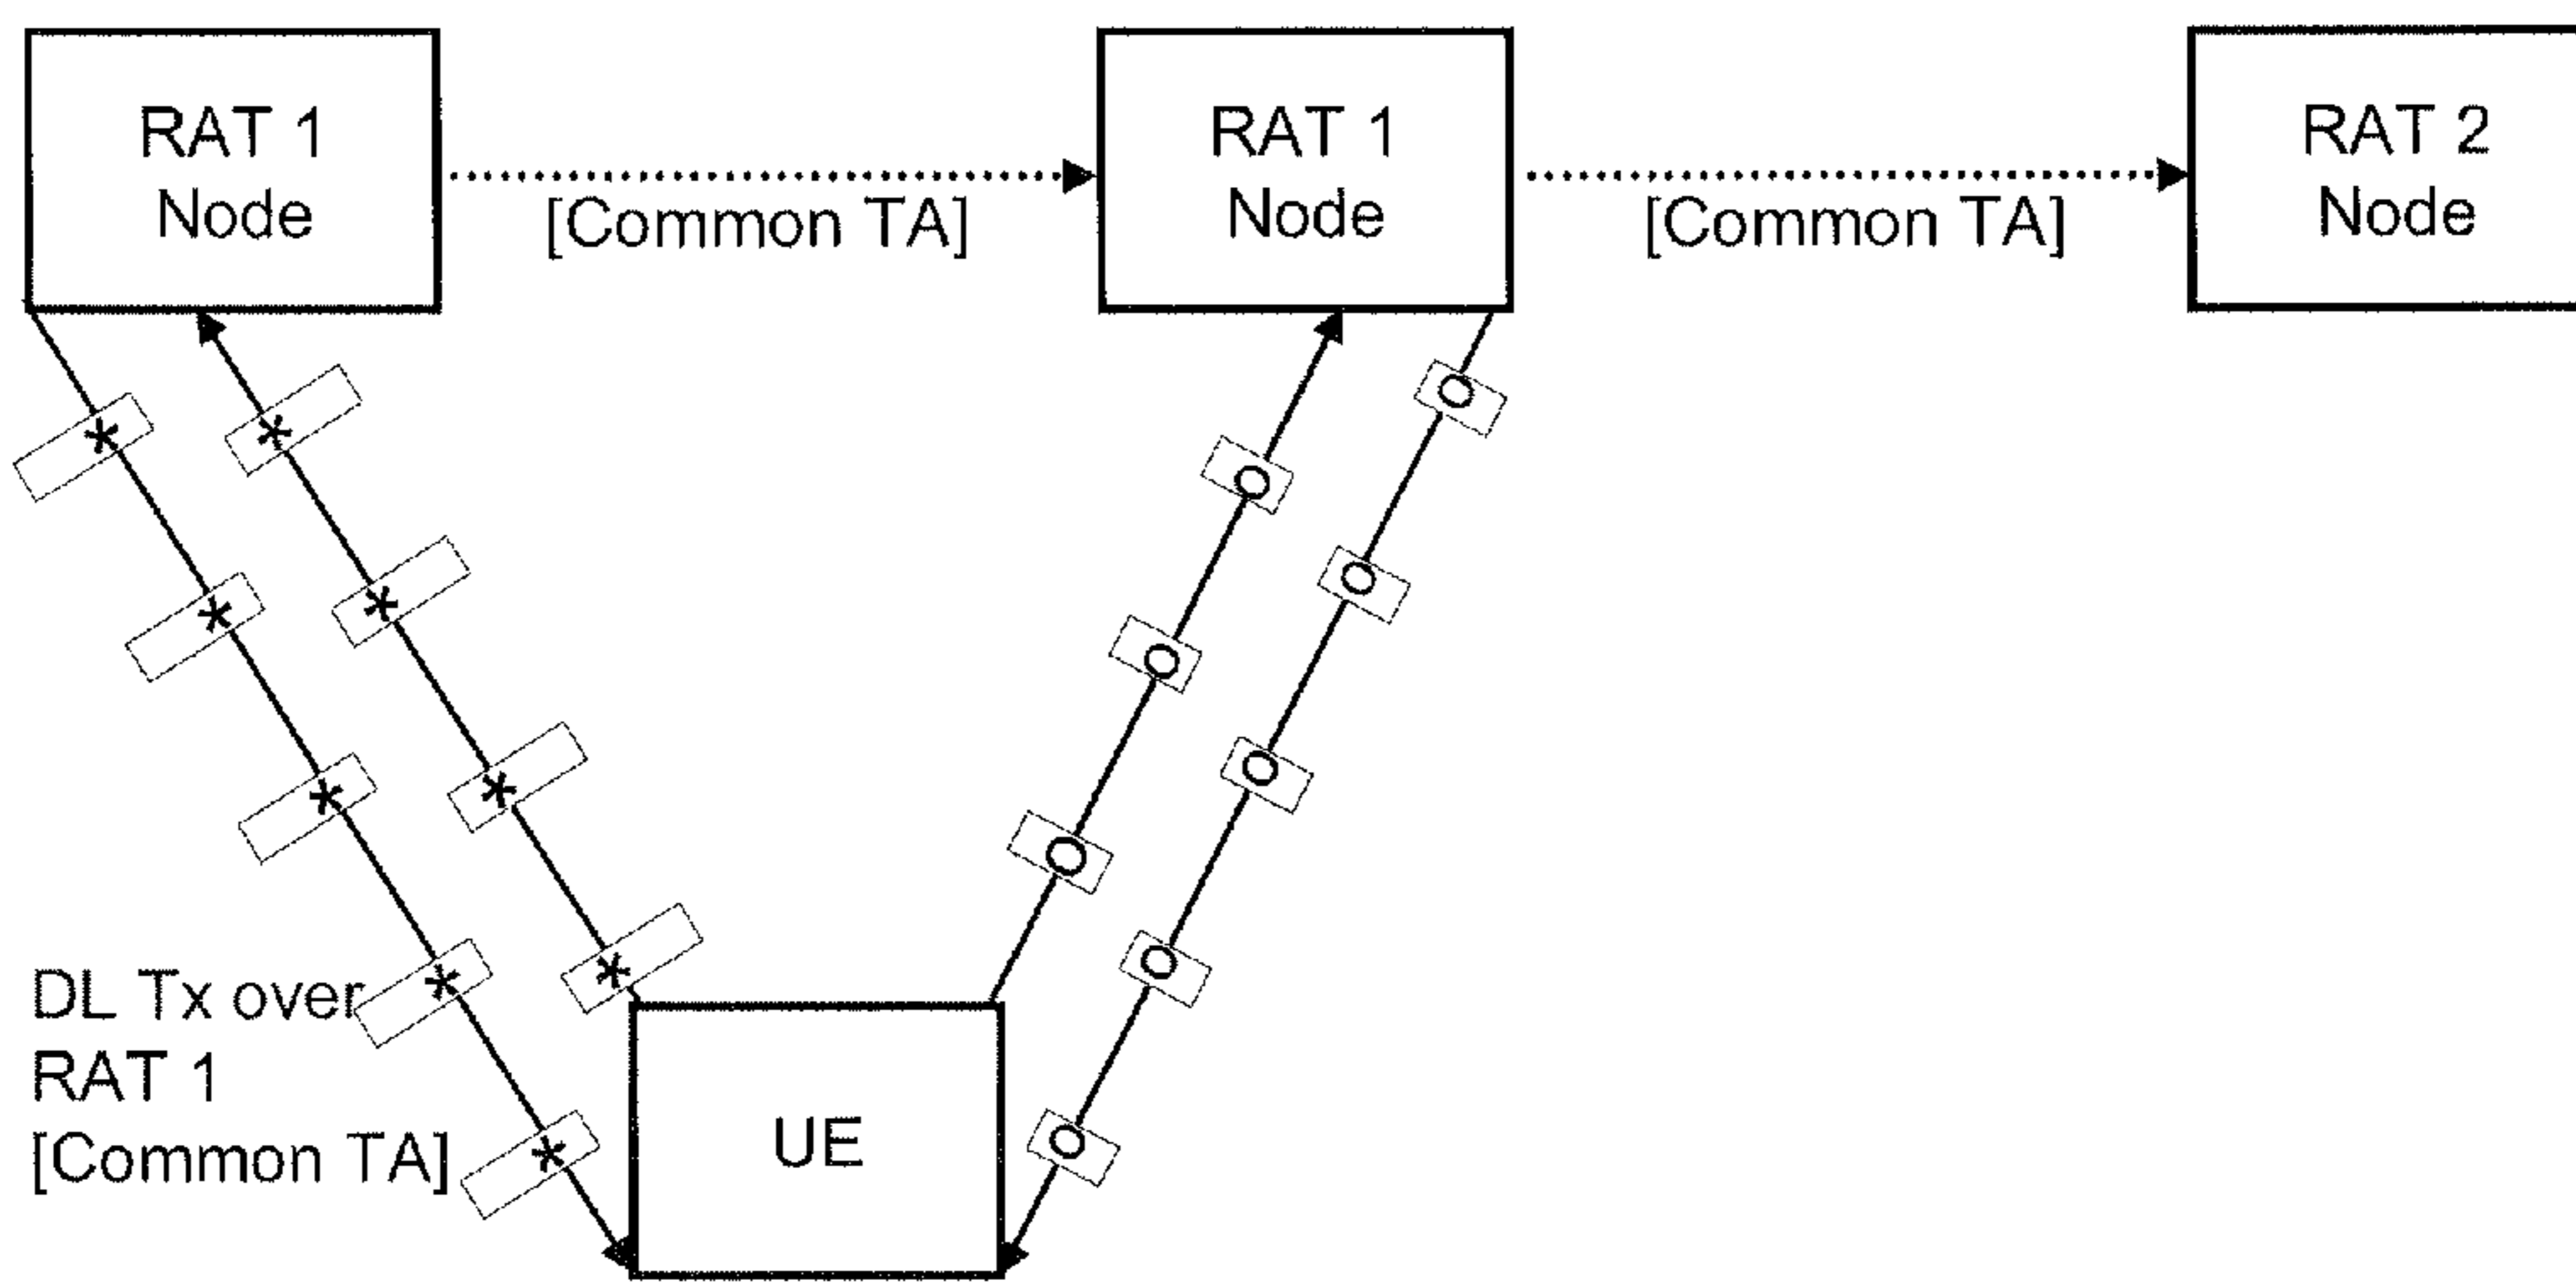 RAT 1
Node
[Common TA]
RAT 1
Node
[Common TA]
RAT 2
Node
DL Tx over
RAT 1
[Common TA]
UE